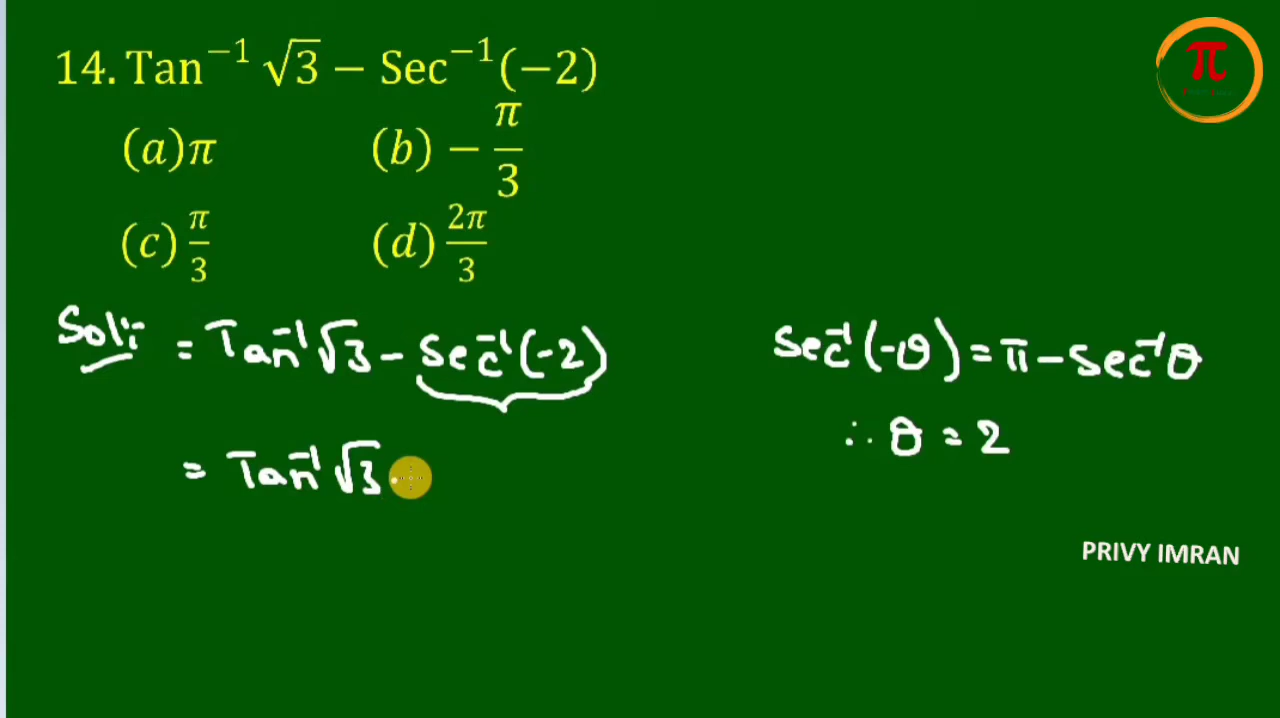 14. Tan⁻¹ √3 − Sec⁻¹(−2)
(a) π (b) − π/3
(c) π/3 (d) 2π/3
Sol: = Tan⁻¹ √3 − Sec⁻¹(−2) sec⁻¹(−θ) = π − sec⁻¹θ
∴ θ = 2
= Tan⁻¹ √3
PRIVY IMRAN
π